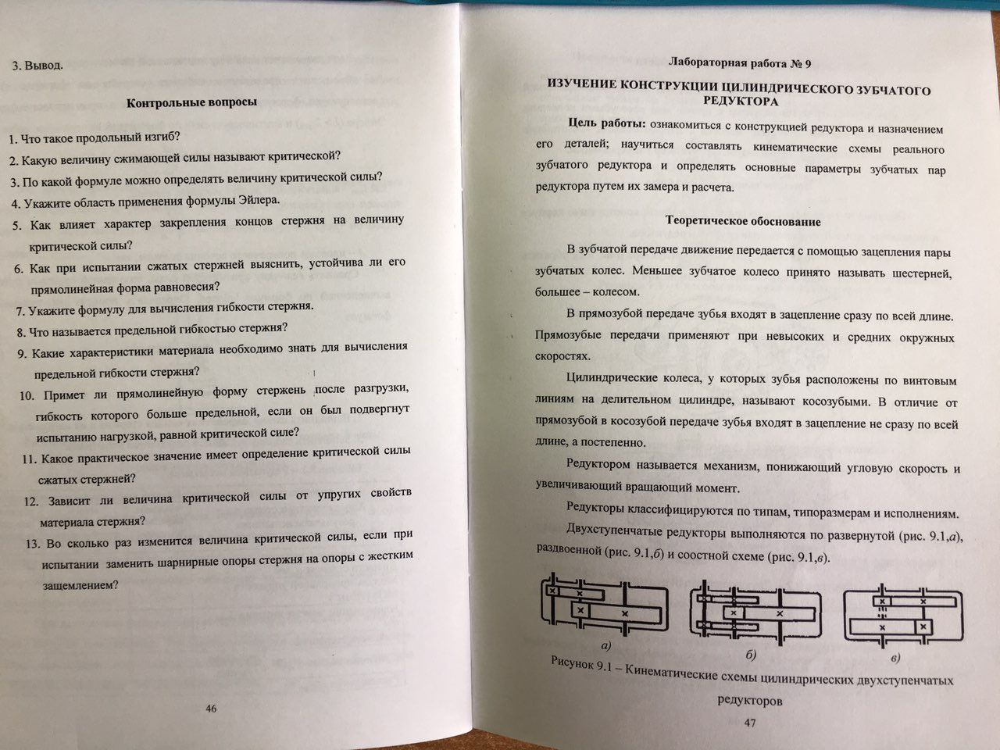 3. Вывод.
Контрольные вопросы
1. Что такое продольный изгиб?
2. Какую величину сжимающей силы называют критической?
3. По какой формуле можно определять величину критической силы?
4. Укажите область применения формулы Эйлера.
5. Как влияет характер закрепления концов стержня на величину
критической силы?
6. Как при испытании сжатых стержней выяснить, устойчива ли его
прямолинейная форма равновесия?
7. Укажите формулу для вычисления гибкости стержня.
8. Что называется предельной гибкостью стержня?
9. Какие характеристики материала необходимо знать для вычисления
предельной гибкости стержня?
10. Примет ли прямолинейную форму стержень после разгрузки,
гибкость которого больше предельной, если он был подвергнут
испытанию нагрузкой, равной критической силе?
11. Какое практическое значение имеет определение критической силы
сжатых стержней?
12. Зависит ли величина критической силы от упругих свойств
материала стержня?
13. Во сколько раз изменится величина критической силы, если при
испытании заменить шарнирные опоры стержня на опоры с жестким
защемлением?
46
Лабораторная работа № 9
ИЗУЧЕНИЕ КОНСТРУКЦИИ ЦИЛИНДРИЧЕСКОГО ЗУБЧАТОГО
РЕДУКТОРА
Цель работы: ознакомиться с конструкцией редуктора и назначением
его деталей; научиться составлять кинематические схемы реального
зубчатого редуктора и определять основные параметры зубчатых пар
редуктора путем их замера и расчета.
Теоретическое обоснование
В зубчатой передаче движение передается с помощью зацепления пары
зубчатых колес. Меньшее зубчатое колесо принято называть шестерней,
большее – колесом.
В прямозубой передаче зубья входят в зацепление сразу по всей длине.
Прямозубые передачи применяют при невысоких и средних окружных
скоростях.
Цилиндрические колеса, у которых зубья расположены по винтовым
линиям на делительном цилиндре, называют косозубыми. В отличие от
прямозубой в косозубой передаче зубья входят в зацепление не сразу по всей
длине, а постепенно.
Редуктором называется механизм, понижающий угловую скорость и
увеличивающий вращающий момент.
Редукторы классифицируются по типам, типоразмерам и исполнениям.
Двухступенчатые редукторы выполняются по развернутой (рис. 9.1,а),
раздвоенной (рис. 9.1,б) и соостной схеме (рис. 9.1,в).
а)
б)
в)
Рисунок 9.1 – Кинематические схемы цилиндрических двухступенчатых
редукторов
47